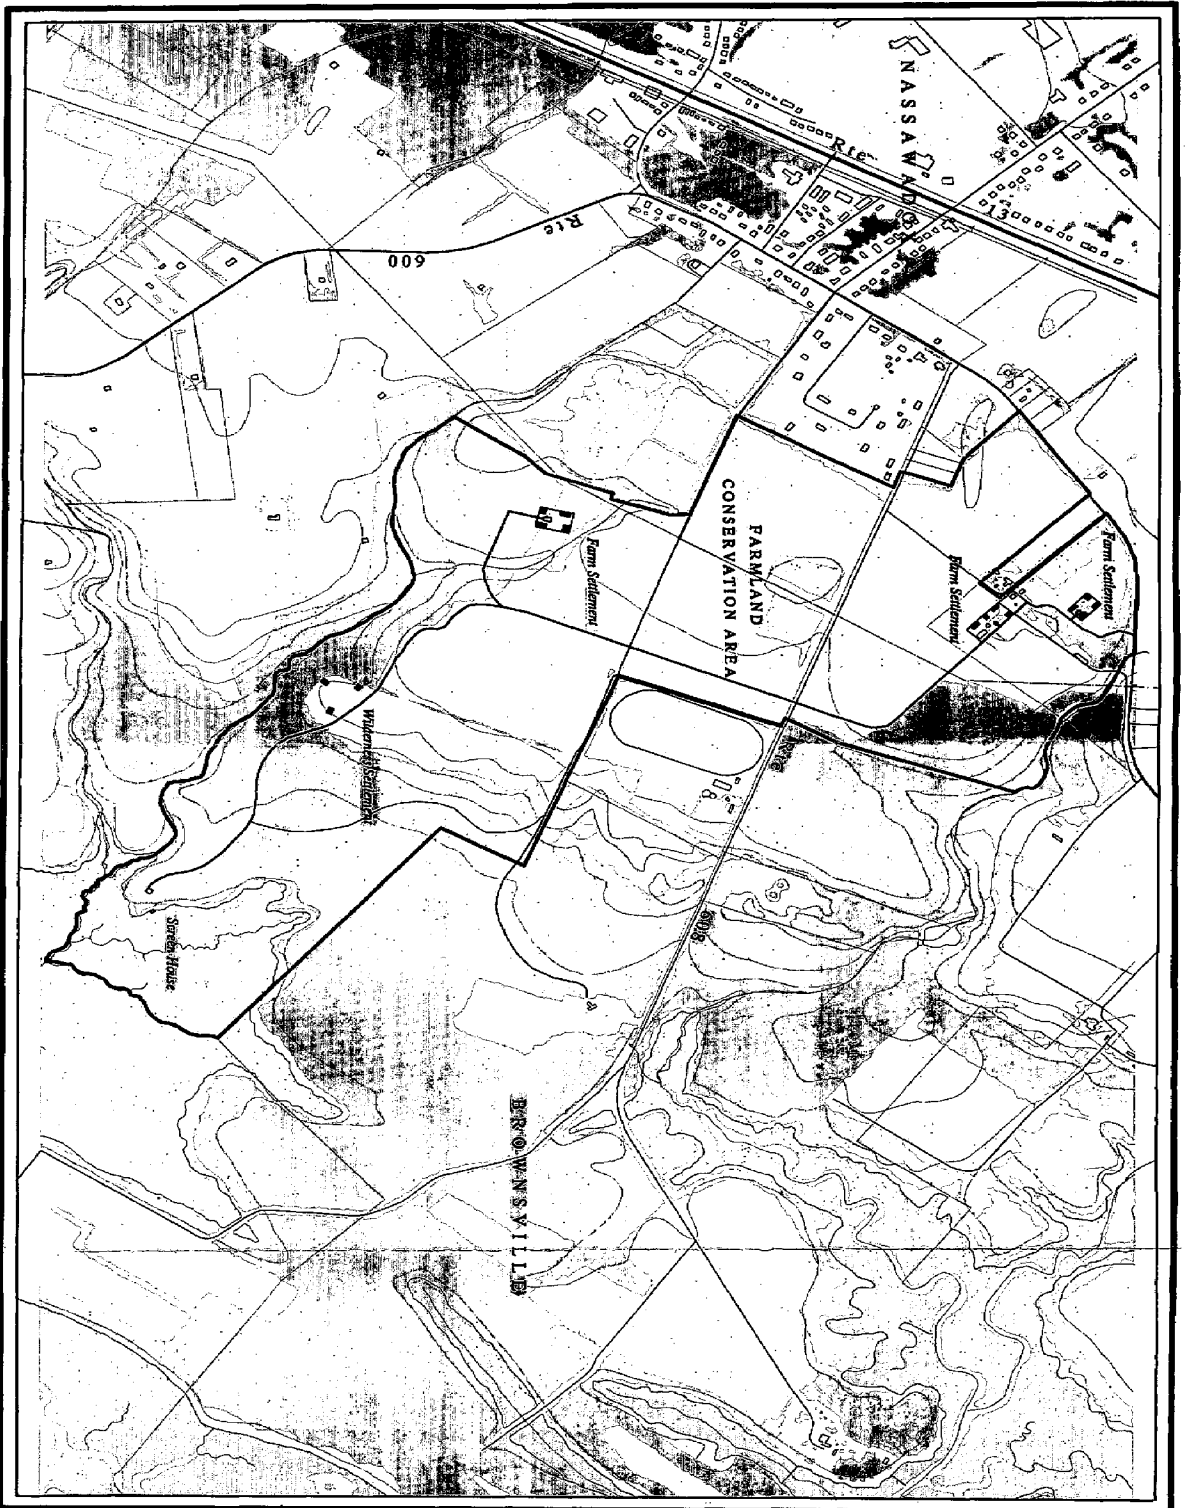 NASSAWADOX
Rte
13
Rte
600
Farm Settlement
FARMLAND
CONSERVATION AREA
Farm Settlement
Farm Settlement
Wilderness Settlement
Rte
608
Screen House
BROWNSVILLE